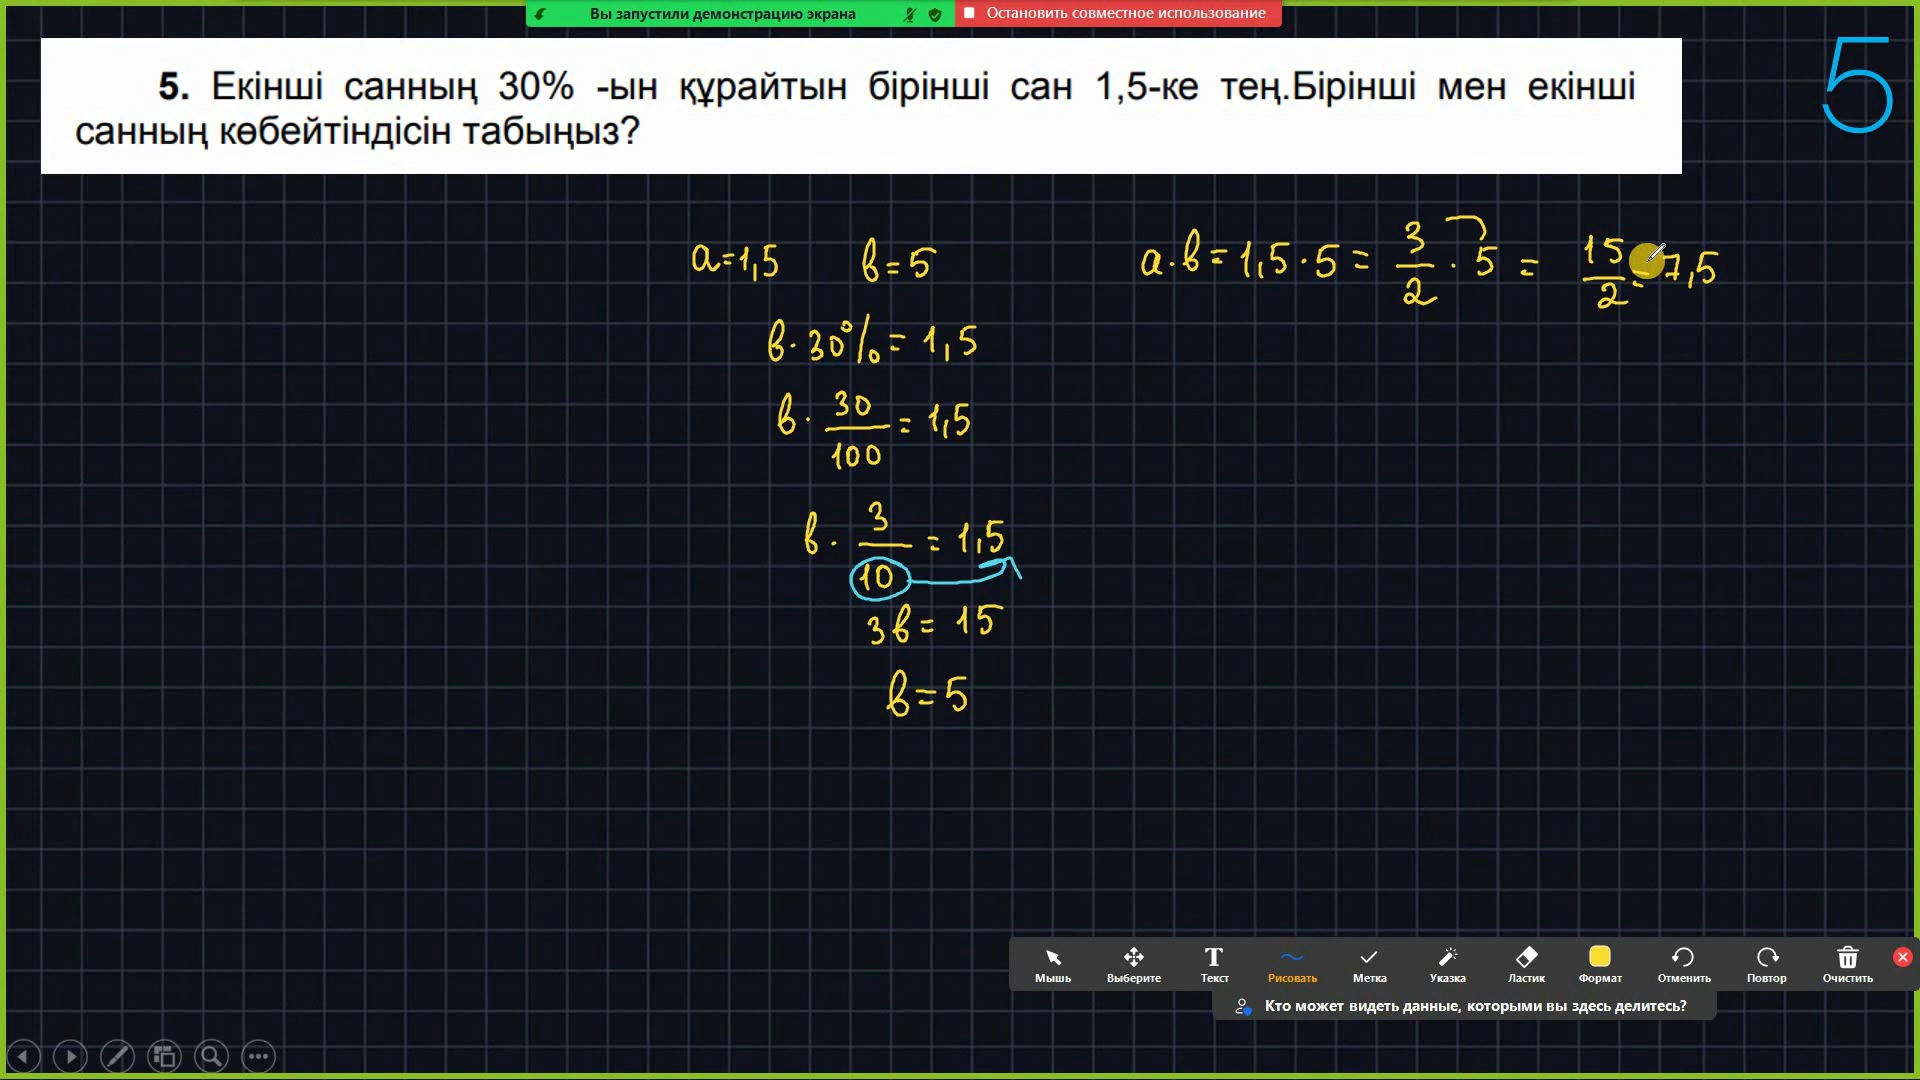 Вы запустили демонстрацию экрана
Остановить совместное использование
5. Екінші санның 30% -ын құрайтын бірінші сан 1,5-ке тең.Бірінші мен екінші
санның көбейтіндісін табыңыз?
5
a=1,5 в=5
в·30%=1,5
в·30/100=1,5
в·3/10=1,5
3в=15
в=5
a·в=1,5·5=3/2·5=15/2=7,5
Мышь Выберите Текст Рисовать Метка Указка Ластик Формат Отменить Повтор Очистить
Кто может видеть данные, которыми вы здесь делитесь?